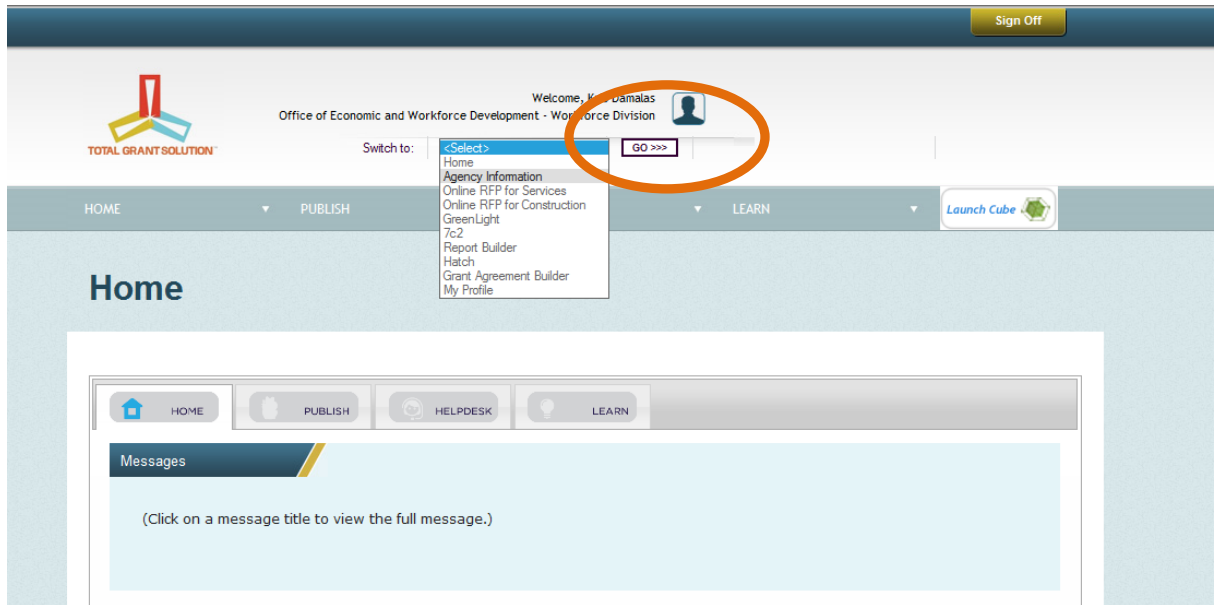 Sign Off
Welcome, Damalas
Office of Economic and Workforce Development - Workforce Division
TOTAL GRANT SOLUTION™
Switch to:
<Select>
GO >>>
Home
Agency Information
Online RFP for Services
Online RFP for Construction
GreenLight
7c2
Report Builder
Hatch
Grant Agreement Builder
My Profile
HOME PUBLISH LEARN Launch Cube
Home
HOME PUBLISH HELPDESK LEARN
Messages
(Click on a message title to view the full message.)